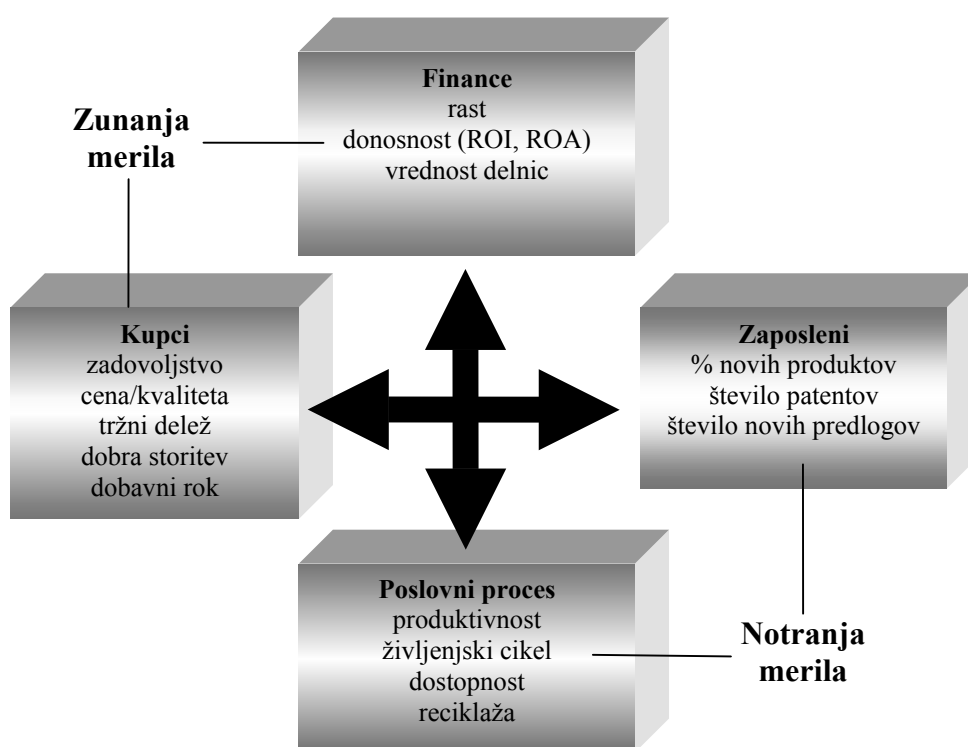 Finance
rast
donosnost (ROI, ROA)
vrednost delnic
Zunanja
merila
Kupci
zadovoljstvo
cena/kvaliteta
tržni delež
dobra storitev
dobavni rok
Zaposleni
% novih produktov
število patentov
število novih predlogov
Poslovni proces
produktivnost
življenjski cikel
dostopnost
reciklaža
Notranja
merila